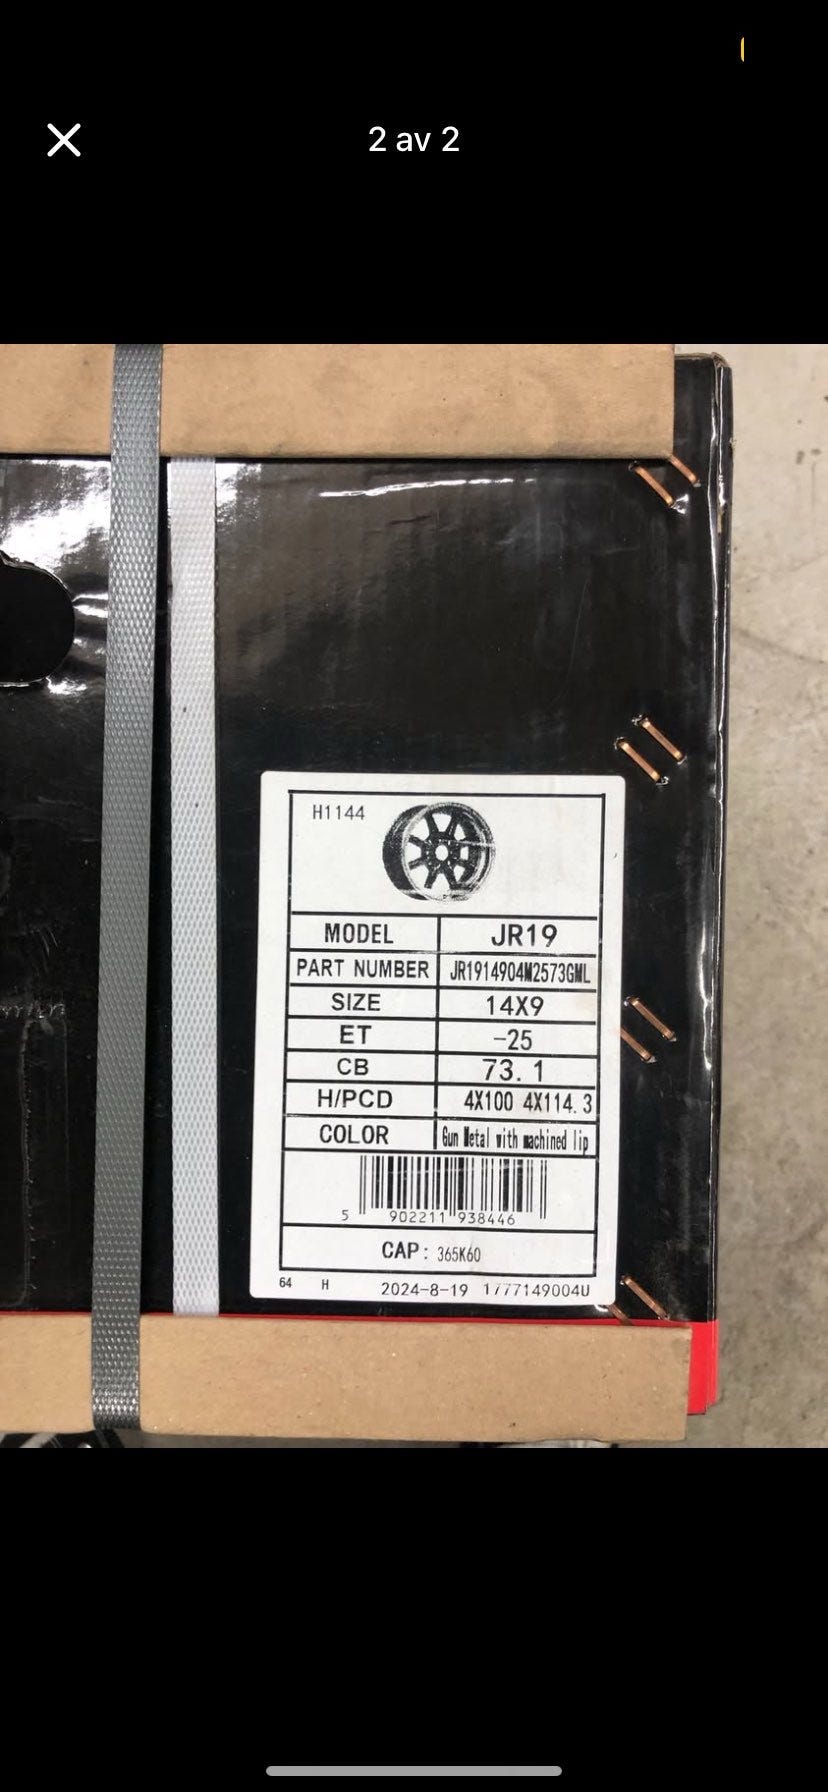 2 av 2
H1144
MODEL JR19
PART NUMBER JR1914904M2573GML
SIZE 14X9
ET -25
CB 73.1
H/PCD 4X100 4X114.3
COLOR Gun Metal with machined lip
5 902211 938446
CAP: 365K60
64 H 2024-8-19 1777149004U